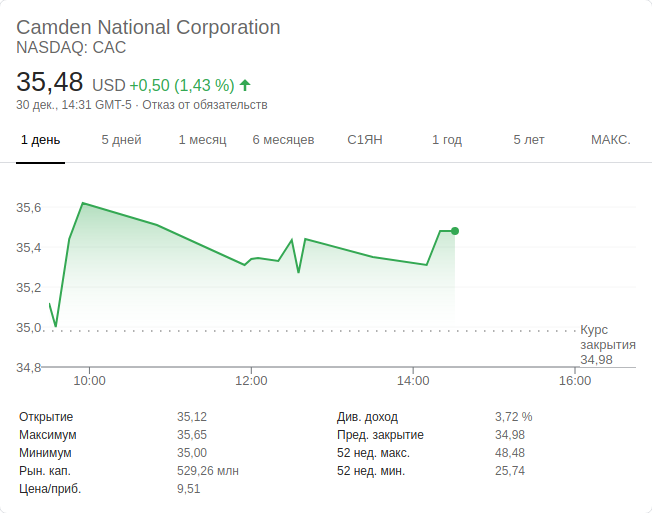 Camden National Corporation
NASDAQ: CAC
35,48 USD +0,50 (1,43 %)
30 дек., 14:31 GMT-5 · Отказ от обязательств
1 день 5 дней 1 месяц 6 месяцев С1ЯН 1 год 5 лет МАКС.
35,6
35,4
35,2
35,0
34,8
Курс
закрытия
34,98
10:00 12:00 14:00 16:00
Открытие 35,12 Див. доход 3,72 %
Максимум 35,65 Пред. закрытие 34,98
Минимум 35,00 52 нед. макс. 48,48
Рын. кап. 529,26 млн 52 нед. мин. 25,74
Цена/приб. 9,51